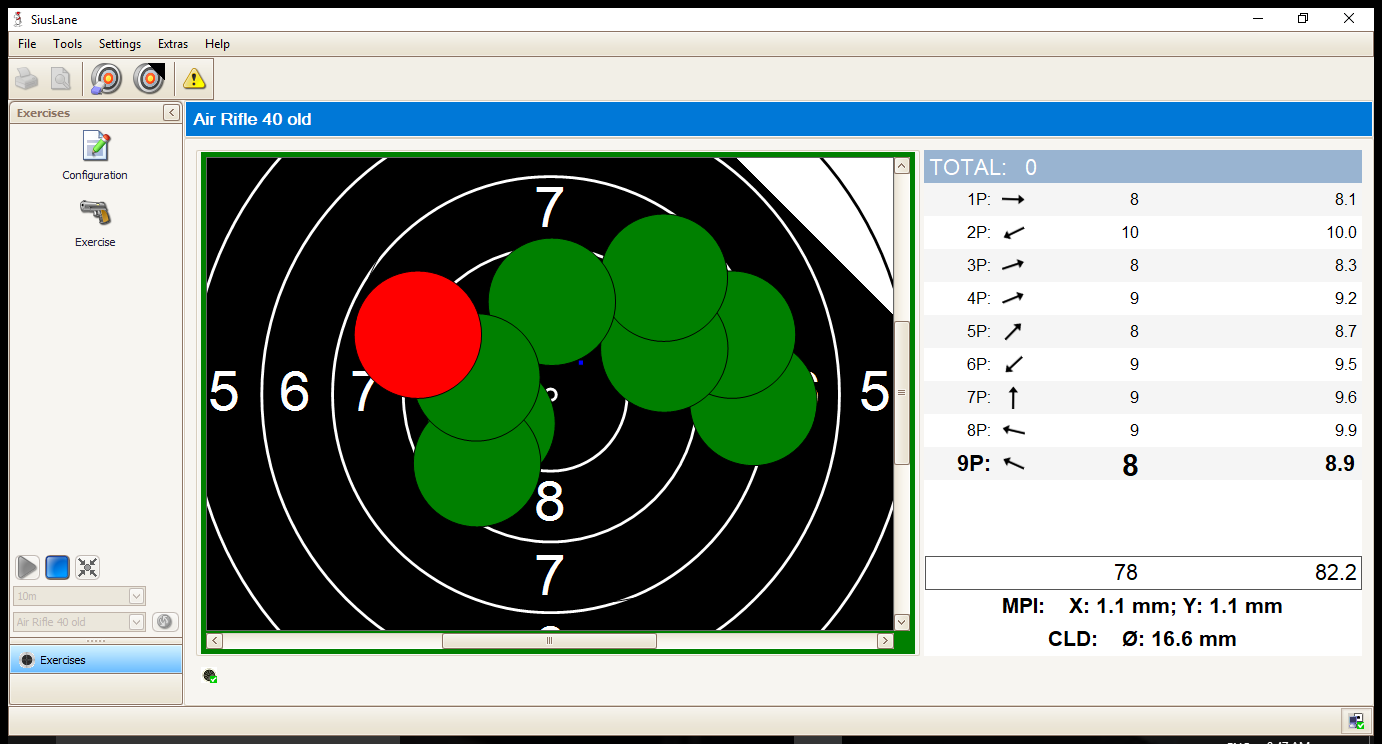 SiusLane
File Tools Settings Extras Help
Exercises
Configuration
Exercise
10m
Air Rifle 40 old
Exercises
Air Rifle 40 old
7
5 6 7 5
8
7
TOTAL: 0
1P: 8 8.1
2P: 10 10.0
3P: 8 8.3
4P: 9 9.2
5P: 8 8.7
6P: 9 9.5
7P: 9 9.6
8P: 9 9.9
9P: 8 8.9
78 82.2
MPI: X: 1.1 mm; Y: 1.1 mm
CLD: Ø: 16.6 mm